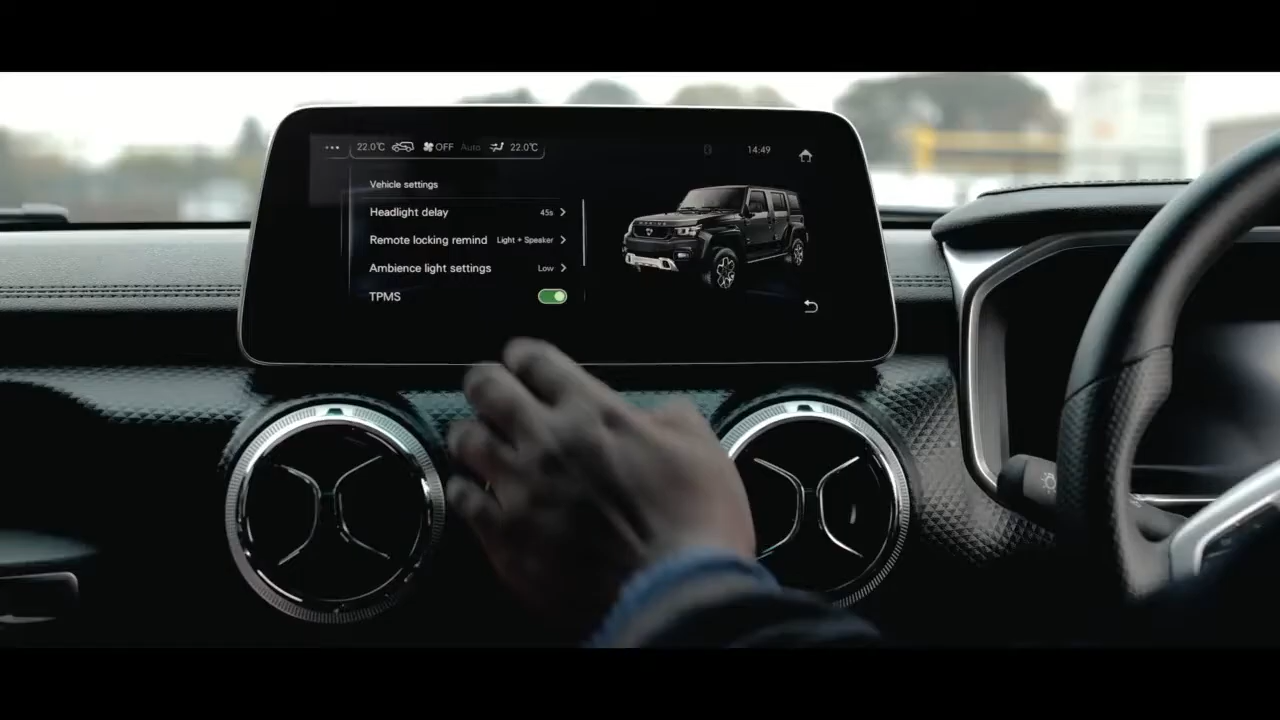 22.0℃ OFF Auto 22.0℃ 14:49
Vehicle settings
Headlight delay 45s
Remote locking remind Light + Speaker
Ambience light settings Low
TPMS